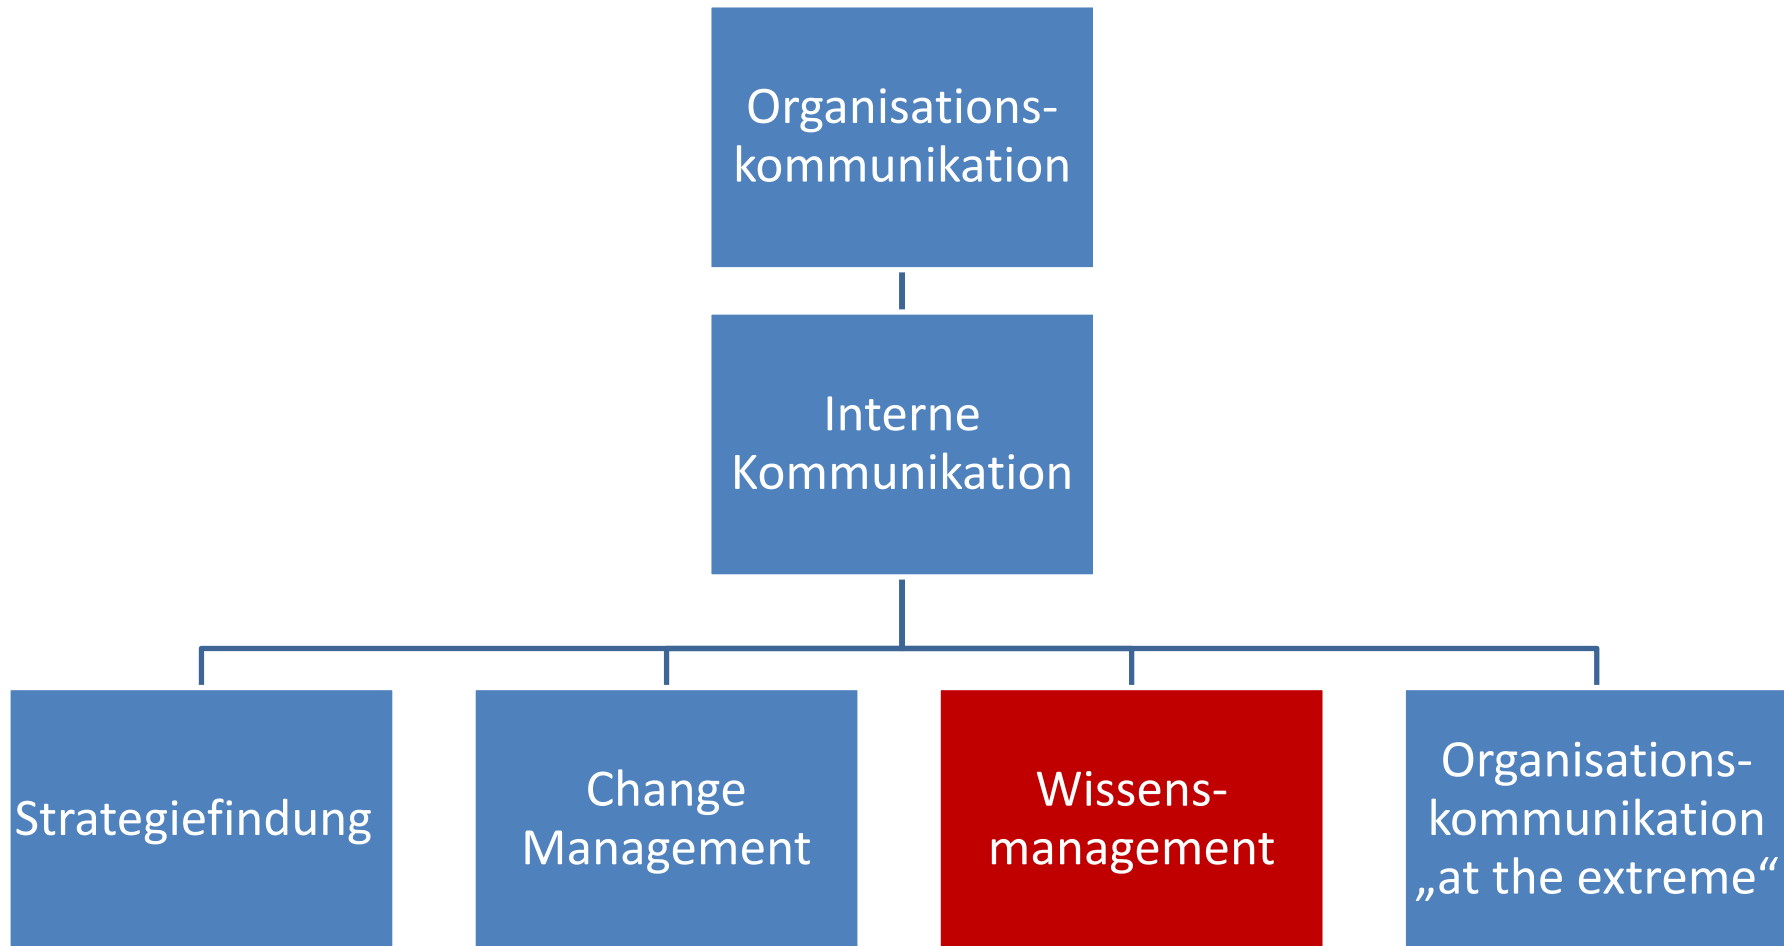 Organisations-
kommunikation
Interne
Kommunikation
Strategiefindung
Change
Management
Wissens-
management
Organisations-
kommunikation
„at the extreme“